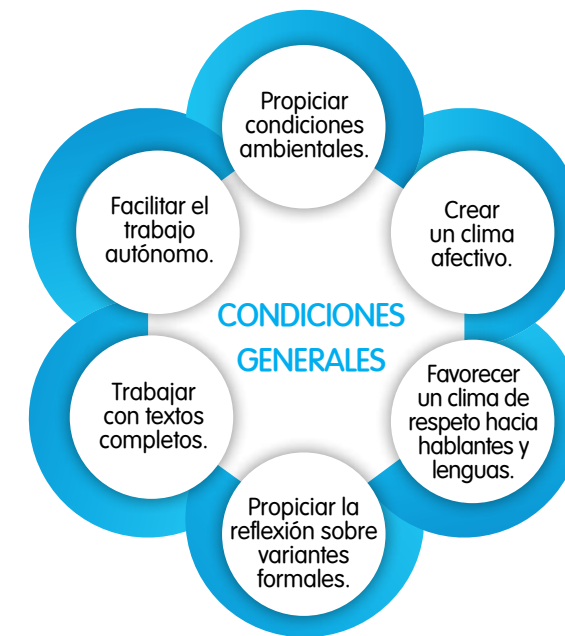 Propiciar
condiciones
ambientales.
Crear
un clima
afectivo.
Favorecer
un clima de
respeto hacia
hablantes y
lenguas.
Propiciar la
reflexión sobre
variantes
formales.
Trabajar
con textos
completos.
Facilitar el
trabajo
autónomo.
CONDICIONES
GENERALES